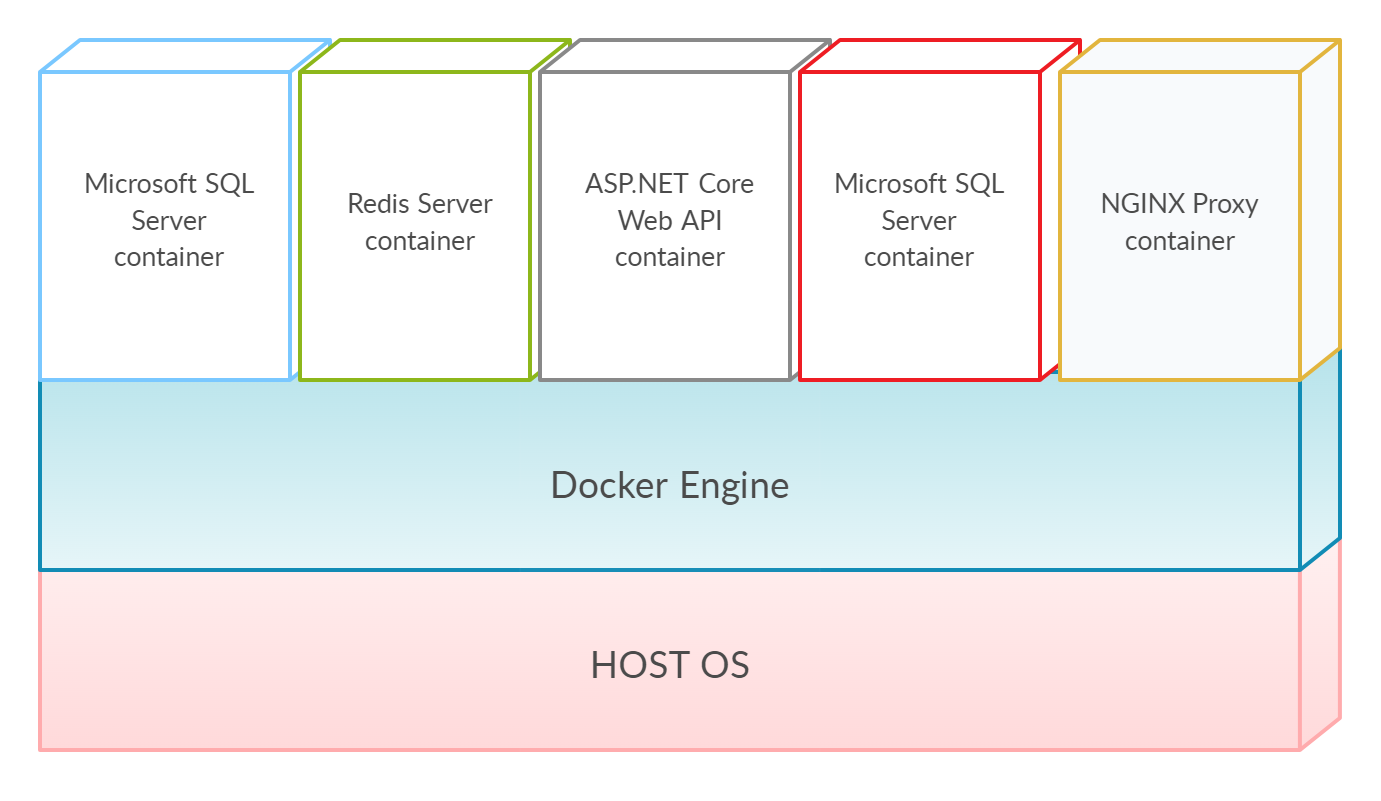 Microsoft SQL
Server
container
Redis Server
container
ASP.NET Core
Web API
container
Microsoft SQL
Server
container
NGINX Proxy
container
Docker Engine
HOST OS